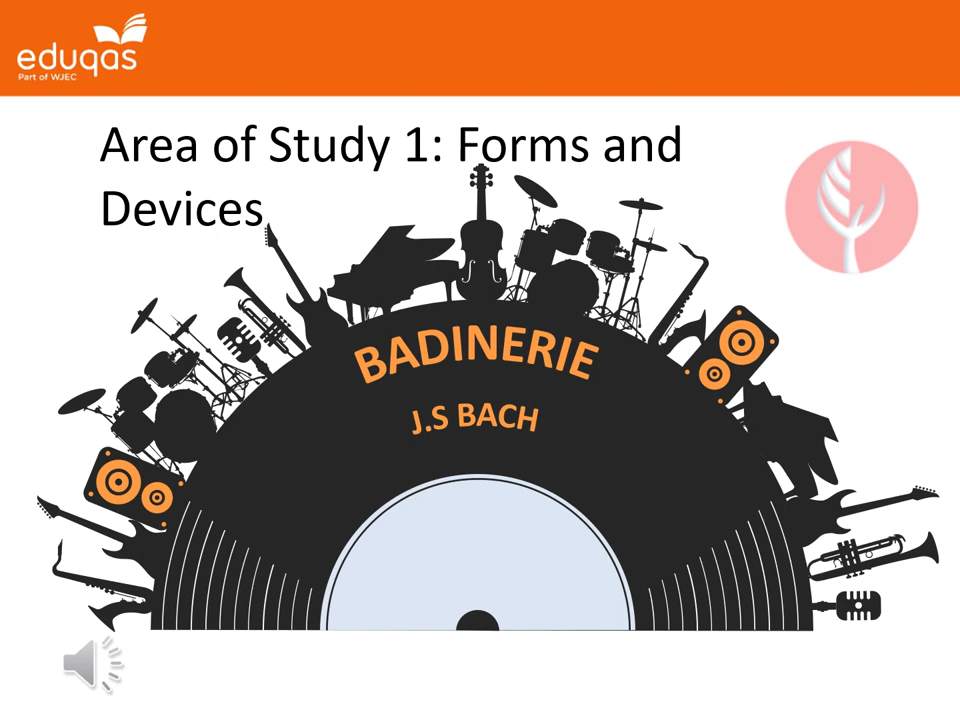 eduqas
Part of WJEC
Area of Study 1: Forms and
Devices
BADINERIE
J.S BACH